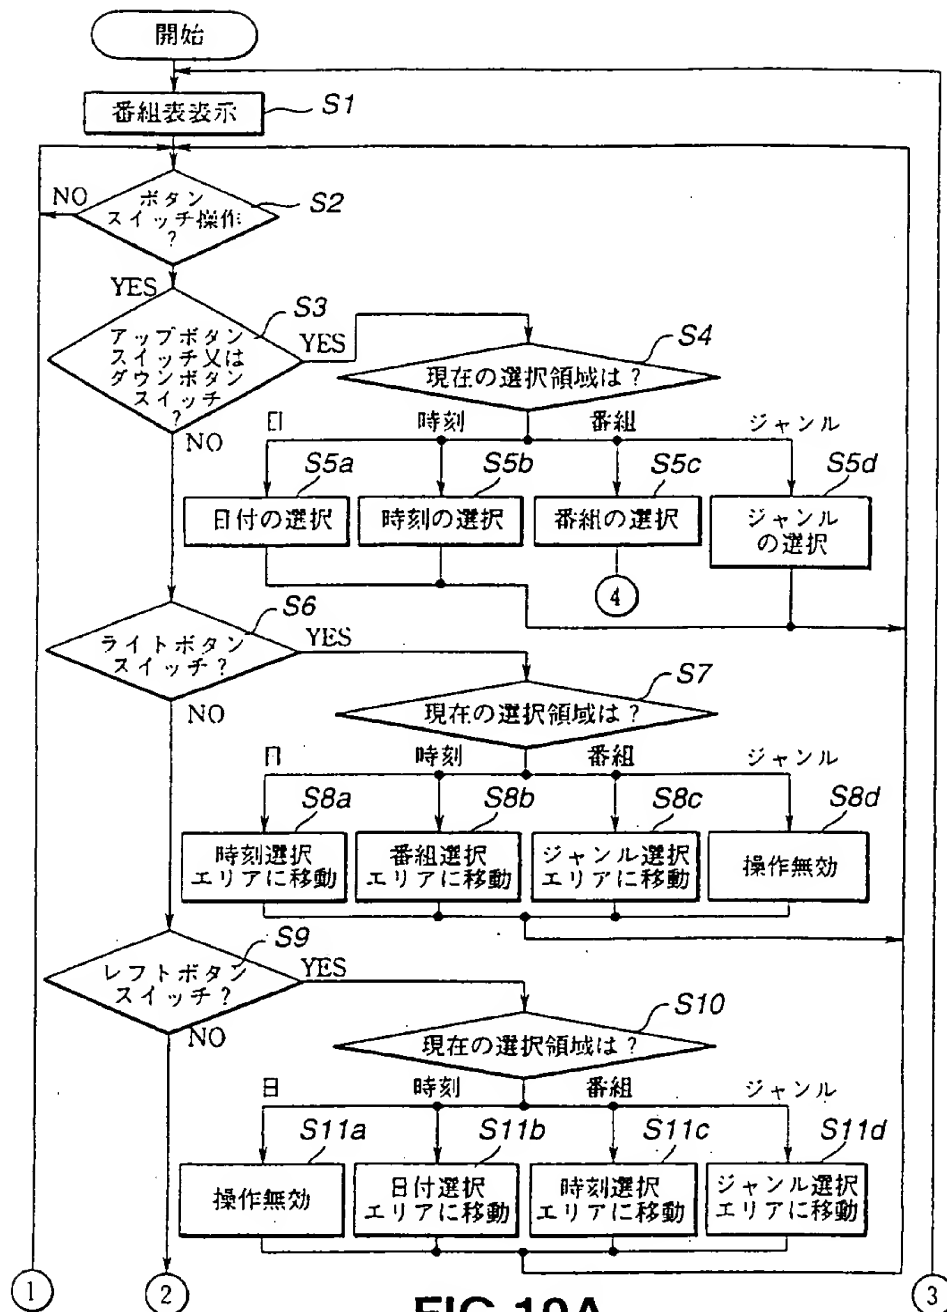 開始
番組表表示
S1
NO
ボタン
スイッチ操作
?
S2
YES
S3
アップボタン
スイッチ又は
ダウンボタン
スイッチ
?
YES
NO
S4
現在の選択領域は?
日
時刻
番組
ジャンル
S5a
S5b
S5c
S5d
日付の選択
時刻の選択
番組の選択
ジャンル
の選択
4
S6
ライトボタン
スイッチ?
YES
NO
S7
現在の選択領域は?
日
時刻
番組
ジャンル
S8a
S8b
S8c
S8d
時刻選択
エリアに移動
番組選択
エリアに移動
ジャンル選択
エリアに移動
操作無効
S9
レフトボタン
スイッチ?
YES
NO
S10
現在の選択領域は?
日
時刻
番組
ジャンル
S11a
S11b
S11c
S11d
操作無効
日付選択
エリアに移動
時刻選択
エリアに移動
ジャンル選択
エリアに移動
1
2
3